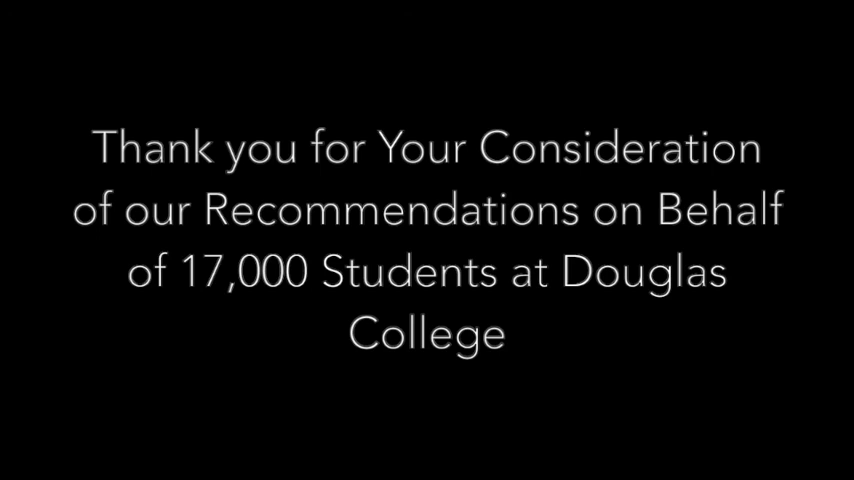 Thank you for Your Consideration
of our Recommendations on Behalf
of 17,000 Students at Douglas
College